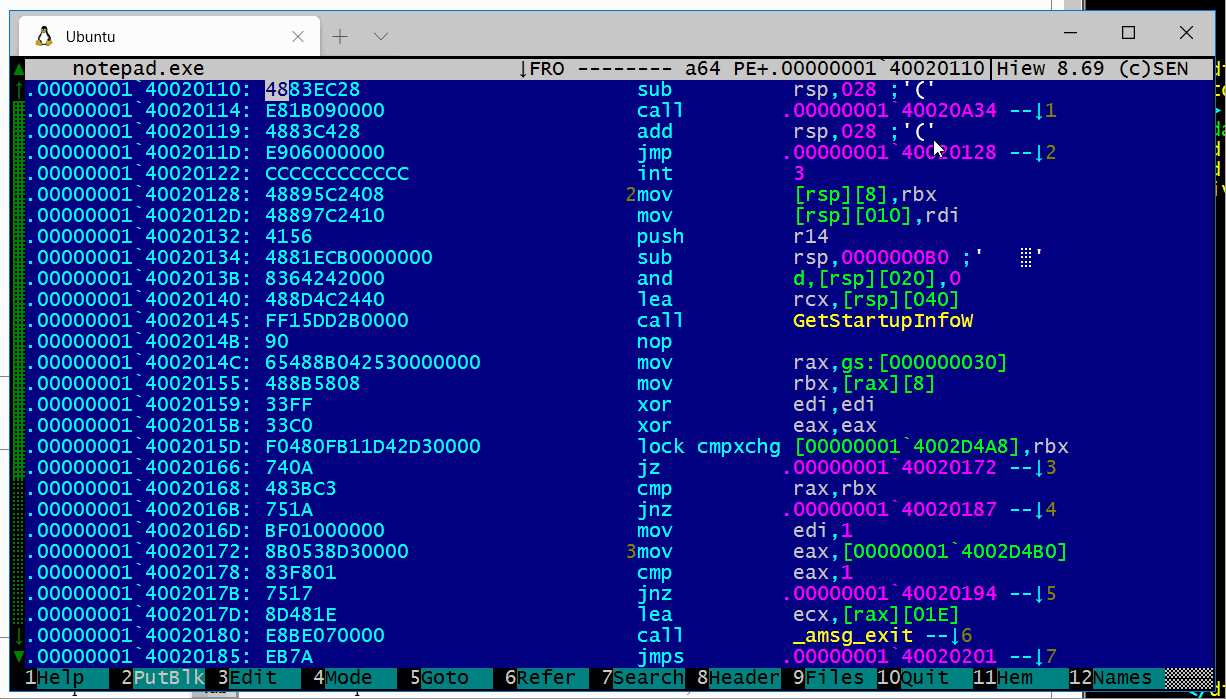 Ubuntu
notepad.exe ↓FRO -------- a64 PE+.00000001`40020110 Hiew 8.69 (c)SEN
.00000001`40020110: 4883EC28 sub rsp,028 ;'('
.00000001`40020114: E81B090000 call .00000001`40020A34 --↓1
.00000001`40020119: 4883C428 add rsp,028 ;'('
.00000001`4002011D: E906000000 jmp .00000001`40020128 --↓2
.00000001`40020122: CCCCCCCCCCCC int 3
.00000001`40020128: 48895C2408 2mov [rsp][8],rbx
.00000001`4002012D: 48897C2410 mov [rsp][010],rdi
.00000001`40020132: 4156 push r14
.00000001`40020134: 4881ECB0000000 sub rsp,0000000B0 ;'   ░'
.00000001`4002013B: 8364242000 and d,[rsp][020],0
.00000001`40020140: 488D4C2440 lea rcx,[rsp][040]
.00000001`40020145: FF15DD2B0000 call GetStartupInfoW
.00000001`4002014B: 90 nop
.00000001`4002014C: 65488B042530000000 mov rax,gs:[000000030]
.00000001`40020155: 488B5808 mov rbx,[rax][8]
.00000001`40020159: 33FF xor edi,edi
.00000001`4002015B: 33C0 xor eax,eax
.00000001`4002015D: F0480FB11D42D30000 lock cmpxchg [00000001`4002D4A8],rbx
.00000001`40020166: 740A jz .00000001`40020172 --↓3
.00000001`40020168: 483BC3 cmp rax,rbx
.00000001`4002016B: 751A jnz .00000001`40020187 --↓4
.00000001`4002016D: BF01000000 mov edi,1
.00000001`40020172: 8B0538D30000 3mov eax,[00000001`4002D4B0]
.00000001`40020178: 83F801 cmp eax,1
.00000001`4002017B: 7517 jnz .00000001`40020194 --↓5
.00000001`4002017D: 8D481E lea ecx,[rax][01E]
.00000001`40020180: E8BE070000 call _amsg_exit --↓6
.00000001`40020185: EB7A jmps .00000001`40020201 --↓7
1Help 2PutBlk 3Edit 4Mode 5Goto 6Refer 7Search 8Header 9Files 10Quit 11Hem 12Names